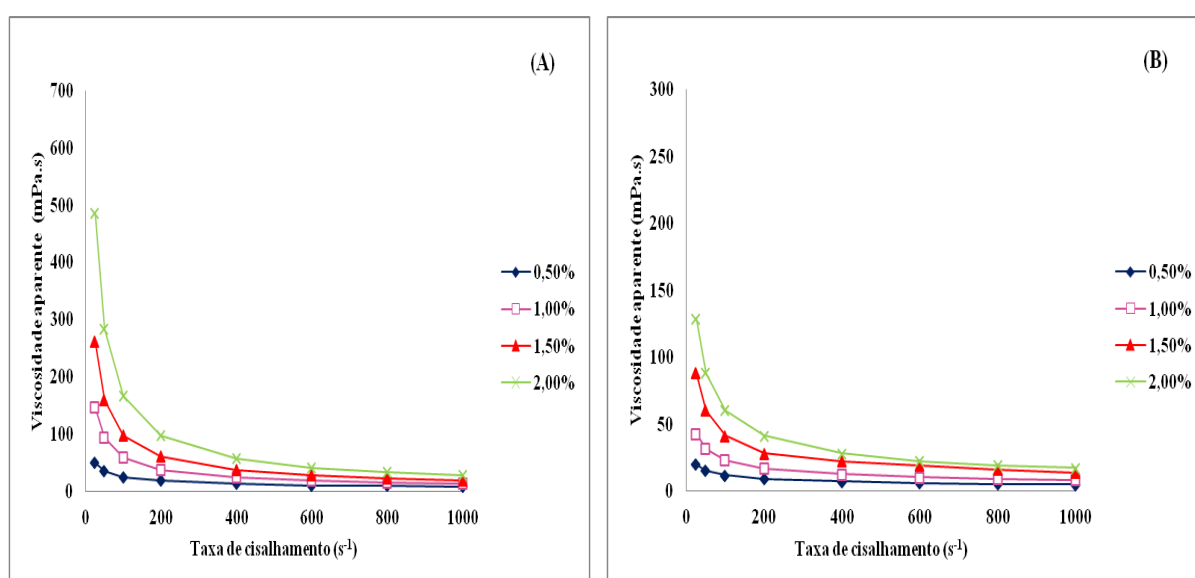 (A)
Viscosidade aparente (mPa.s)
700
600
500
400
300
200
100
0
0 200 400 600 800 1000
Taxa de cisalhamento (s-1)
0,50%
1,00%
1,50%
2,00%
(B)
Viscosidade aparente (mPa.s)
300
250
200
150
100
50
0
0 200 400 600 800 1000
Taxa de cisalhamento (s-1)
0,50%
1,00%
1,50%
2,00%